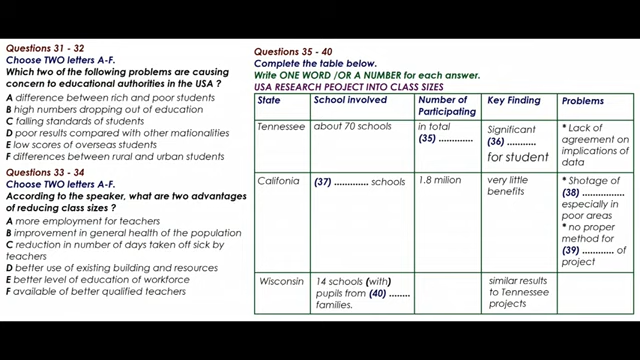 Questions 31 - 32
Choose TWO letters A-F.
Which two of the following problems are causing
concern to educational authorities in the USA ?
A difference between rich and poor students
B high numbers dropping out of education
C falling standards of students
D poor results compared with other mationalities
E low scores of overseas students
F differences between rural and urban students
Questions 33 - 34
Choose TWO letters A-F.
According to the speaker, what are two advantages
of reducing class sizes ?
A more employment for teachers
B improvement in general health of the population
C reduction in number of days taken off sick by
teachers
D better use of existing building and resources
E better level of education of workforce
F available of better qualified teachers
Questions 35 - 40
Complete the table below.
Write ONE WORD /OR A NUMBER for each answer.
USA RESEARCH PEOJECT INTO CLASS SIZES
State
School involved
Number of
Participating
Key Finding
Problems
Tennessee
about 70 schools
in total
(35) .............
Significant
(36) ...........
for student
* Lack of
agreement on
implications of
data
Califonia
(37) ............. schools
1.8 milion
very little
benefits
* Shotage of
(38) ................
especially in
poor areas
* no proper
method for
(39) ............ of
project
Wisconsin
14 schools (with)
pupils from (40) ........
families.
similar results
to Tennessee
projects